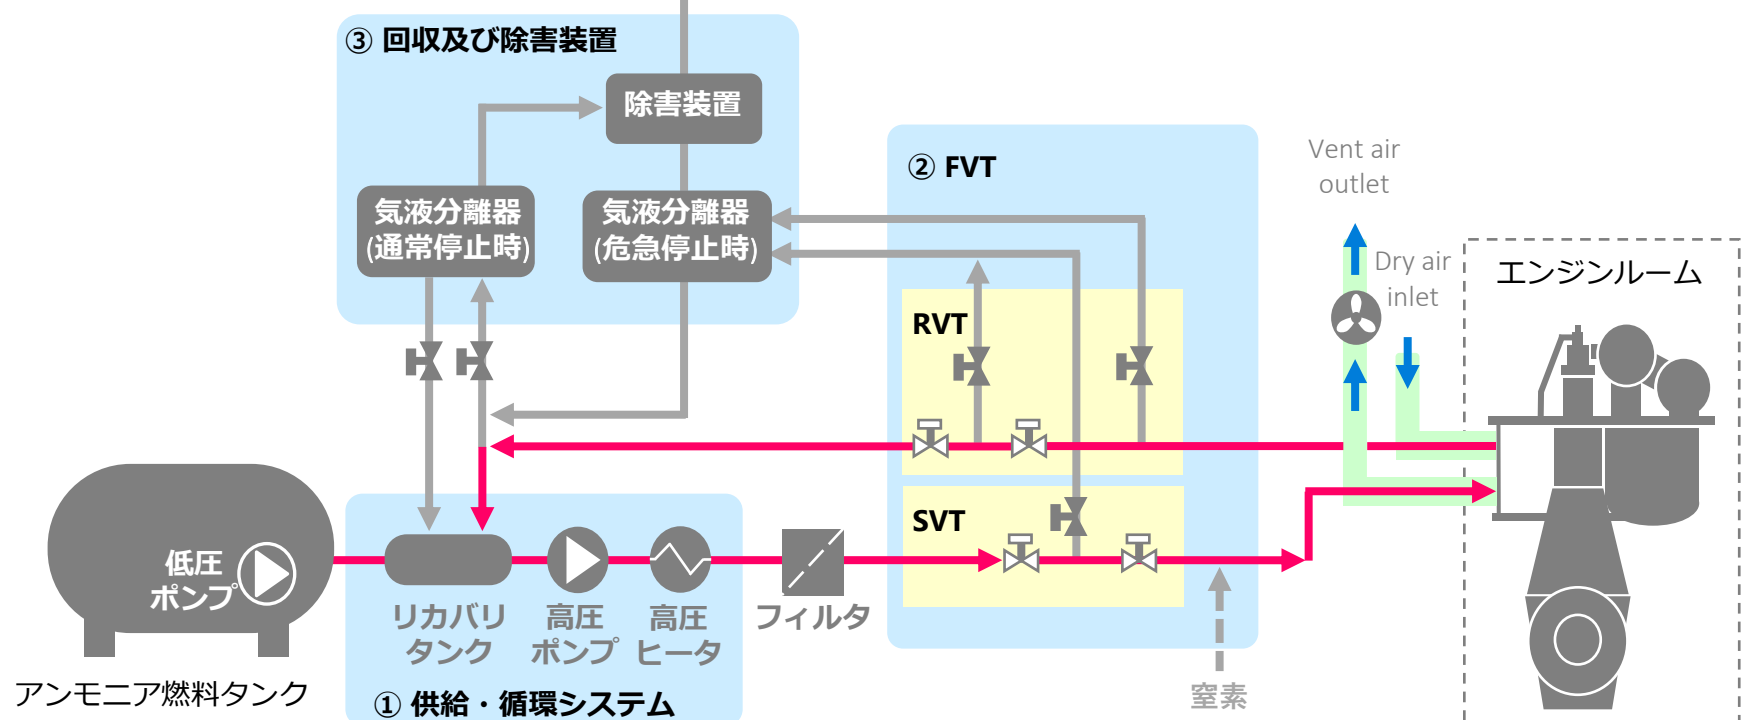 ③ 回収及び除害装置
除害装置
気液分離器
(通常停止時)
気液分離器
(危急停止時)
② FVT
RVT
SVT
Vent air
outlet
Dry air
inlet
エンジンルーム
低圧
ポンプ
アンモニア燃料タンク
リカバリ
タンク
高圧
ポンプ
高圧
ヒータ
フィルタ
① 供給・循環システム
窒素